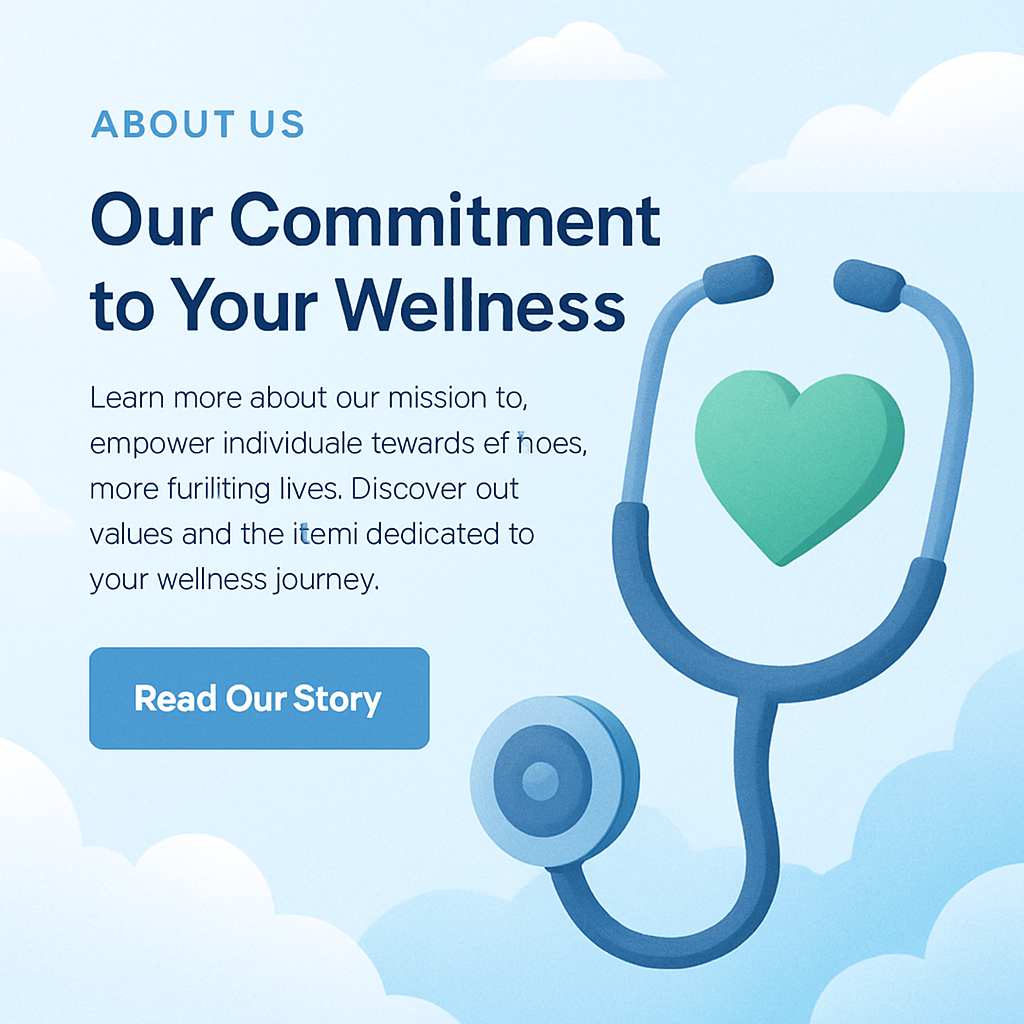 ABOUT US
Our Commitment
to Your Wellness
Learn more about our mission to,
empower individuale tewards ef hoes,
more furiliting lives. Discover out
values and the itemi dedicated to
your wellness journey.
Read Our Story